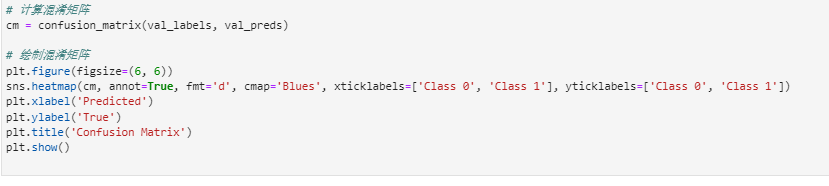 # 计算混淆矩阵
cm = confusion_matrix(val_labels, val_preds)
# 绘制混淆矩阵
plt.figure(figsize=(6, 6))
sns.heatmap(cm, annot=True, fmt='d', cmap='Blues', xticklabels=['Class 0', 'Class 1'], yticklabels=['Class 0', 'Class 1'])
plt.xlabel('Predicted')
plt.ylabel('True')
plt.title('Confusion Matrix')
plt.show()